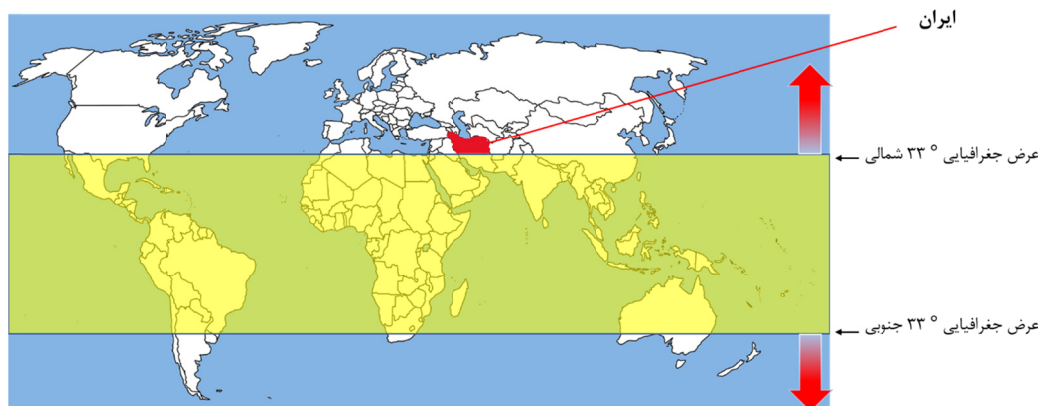 ایران
عرض جغرافیایی ° ۳۳ شمالی
عرض جغرافیایی ° ۳۳ جنوبی